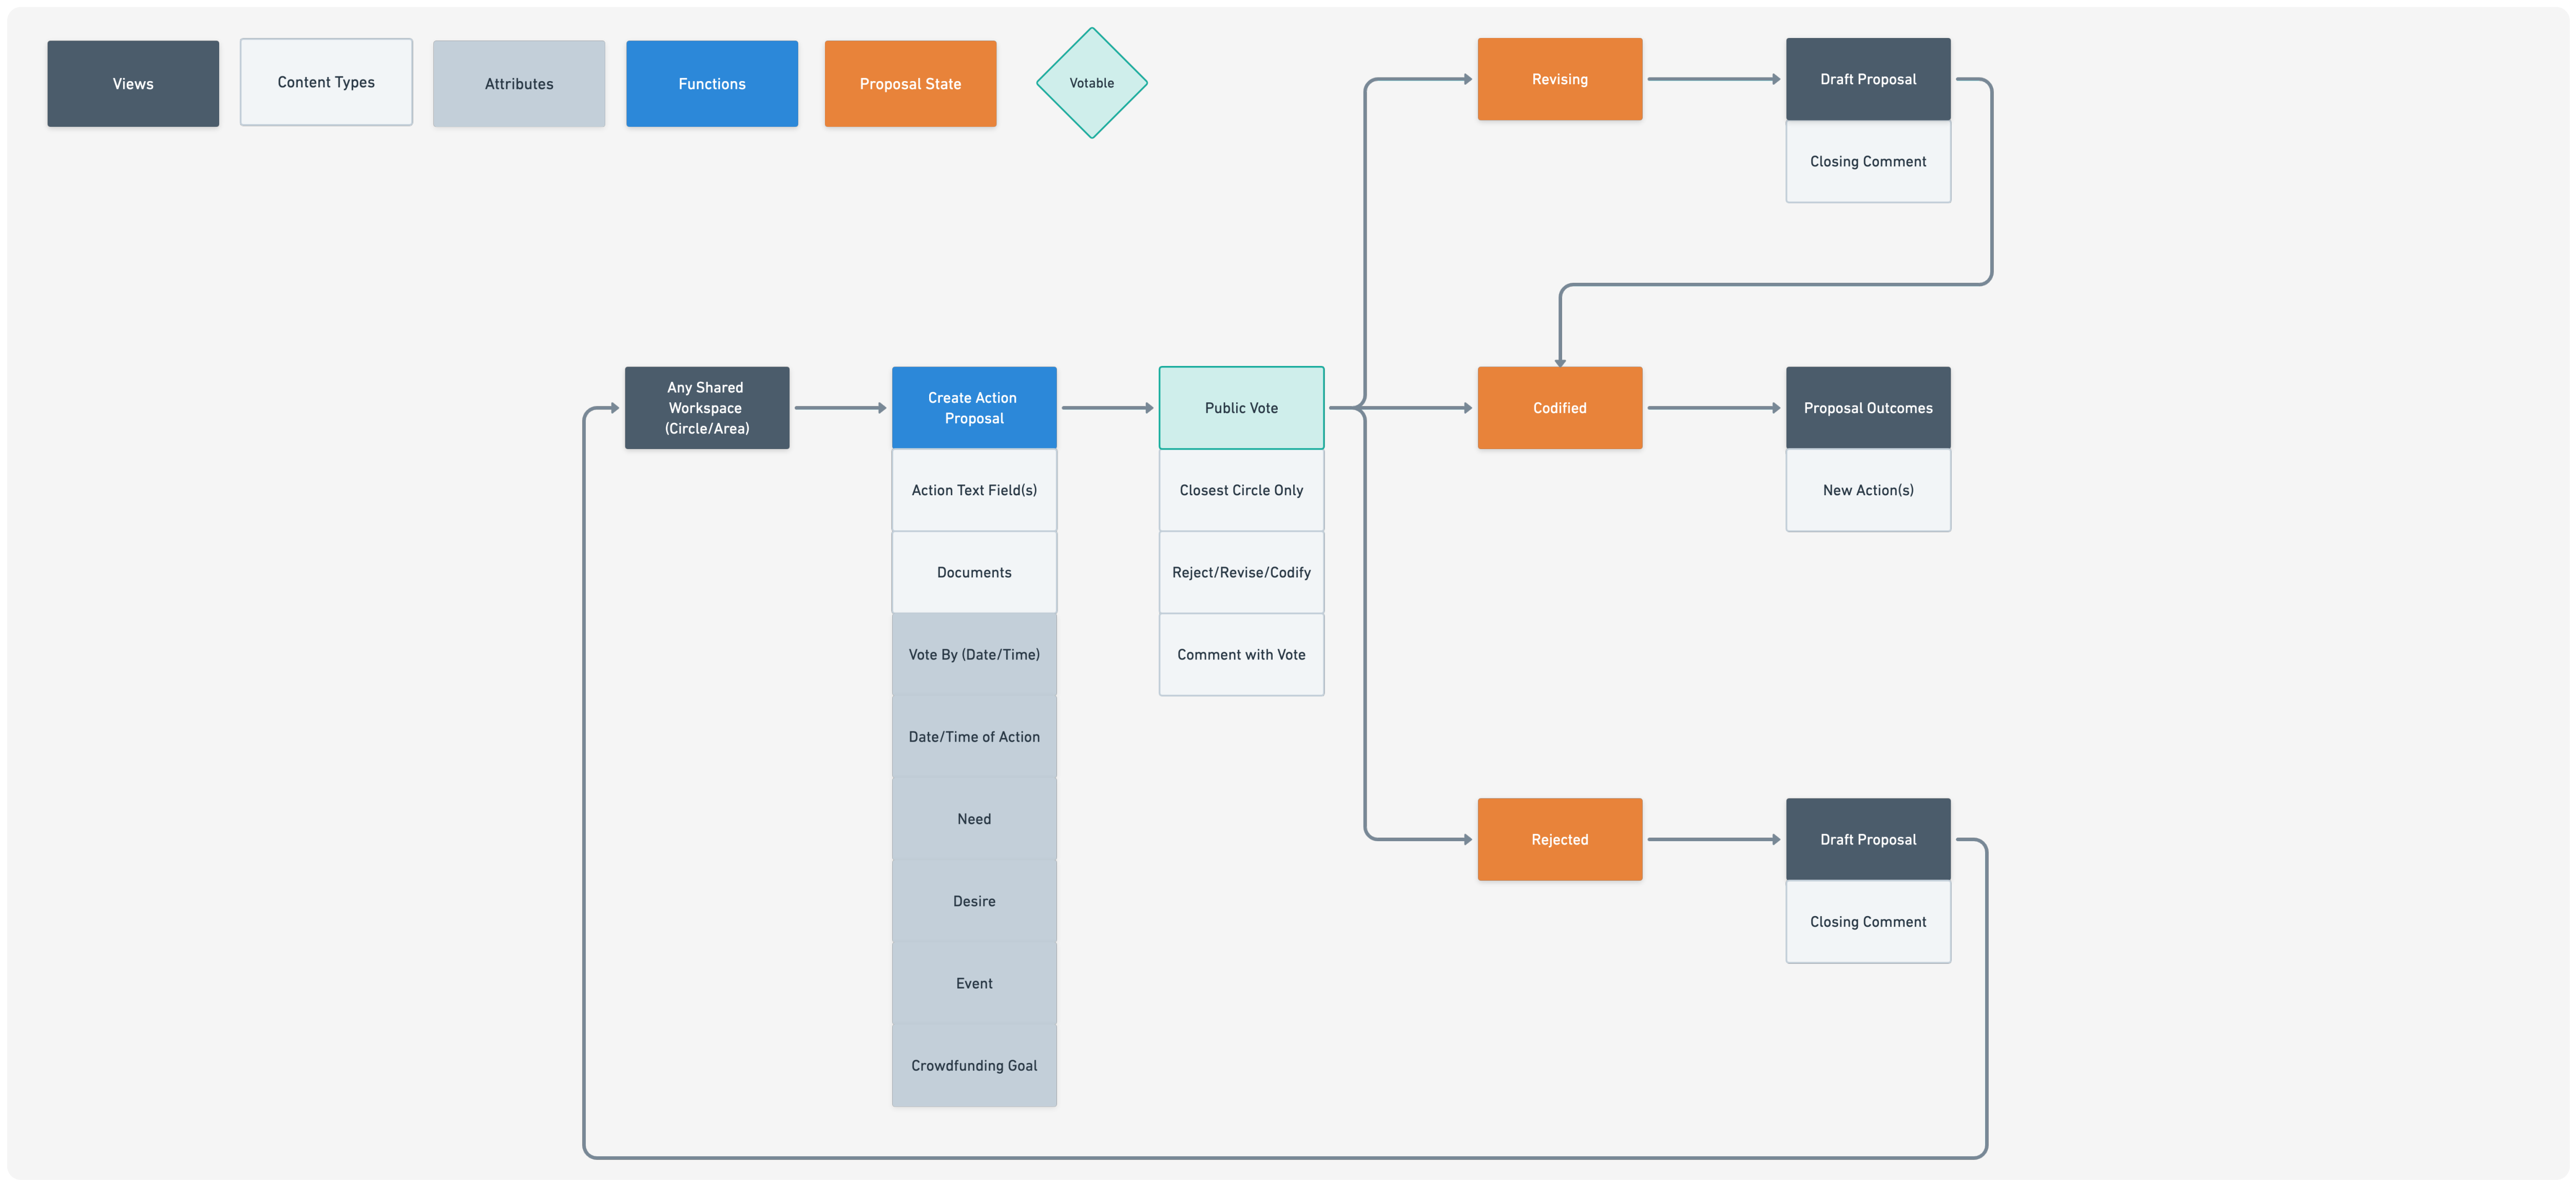 Views
Content Types
Attributes
Functions
Proposal State
Votable
Revising
Draft Proposal
Closing Comment
Any Shared
Workspace
(Circle/Area)
Create Action
Proposal
Action Text Field(s)
Documents
Vote By (Date/Time)
Date/Time of Action
Need
Desire
Event
Crowdfunding Goal
Public Vote
Closest Circle Only
Reject/Revise/Codify
Comment with Vote
Codified
Proposal Outcomes
New Action(s)
Rejected
Draft Proposal
Closing Comment